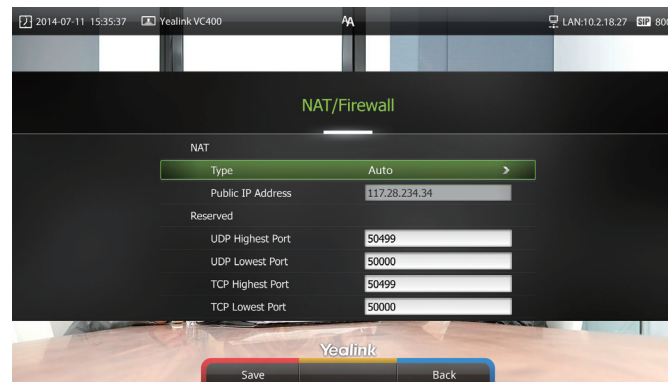 2014-07-11 15:35:37 Yealink VC400 AA LAN:10.2.18.27 SIP 800
NAT/Firewall
NAT
Type Auto
Public IP Address 117.28.234.34
Reserved
UDP Highest Port 50499
UDP Lowest Port 50000
TCP Highest Port 50499
TCP Lowest Port 50000
Yealink
Save Back